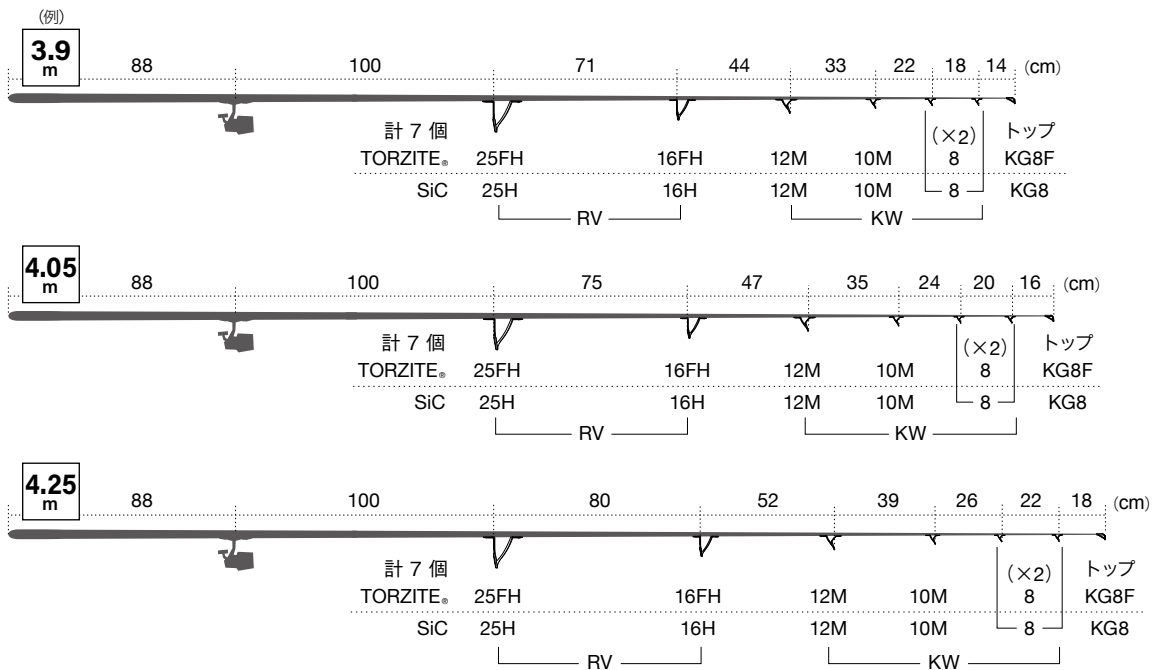 (例)
3.9
m
88 100 71 44 33 22 18 14 (cm)
計 7 個 (×2) トップ
TORZITE® 25FH 16FH 12M 10M 8 KG8F
SiC 25H 16H 12M 10M 8 KG8
RV KW
4.05
m
88 100 75 47 35 24 20 16 (cm)
計 7 個 (×2) トップ
TORZITE® 25FH 16FH 12M 10M 8 KG8F
SiC 25H 16H 12M 10M 8 KG8
RV KW
4.25
m
88 100 80 52 39 26 22 18 (cm)
計 7 個 (×2) トップ
TORZITE® 25FH 16FH 12M 10M 8 KG8F
SiC 25H 16H 12M 10M 8 KG8
RV KW